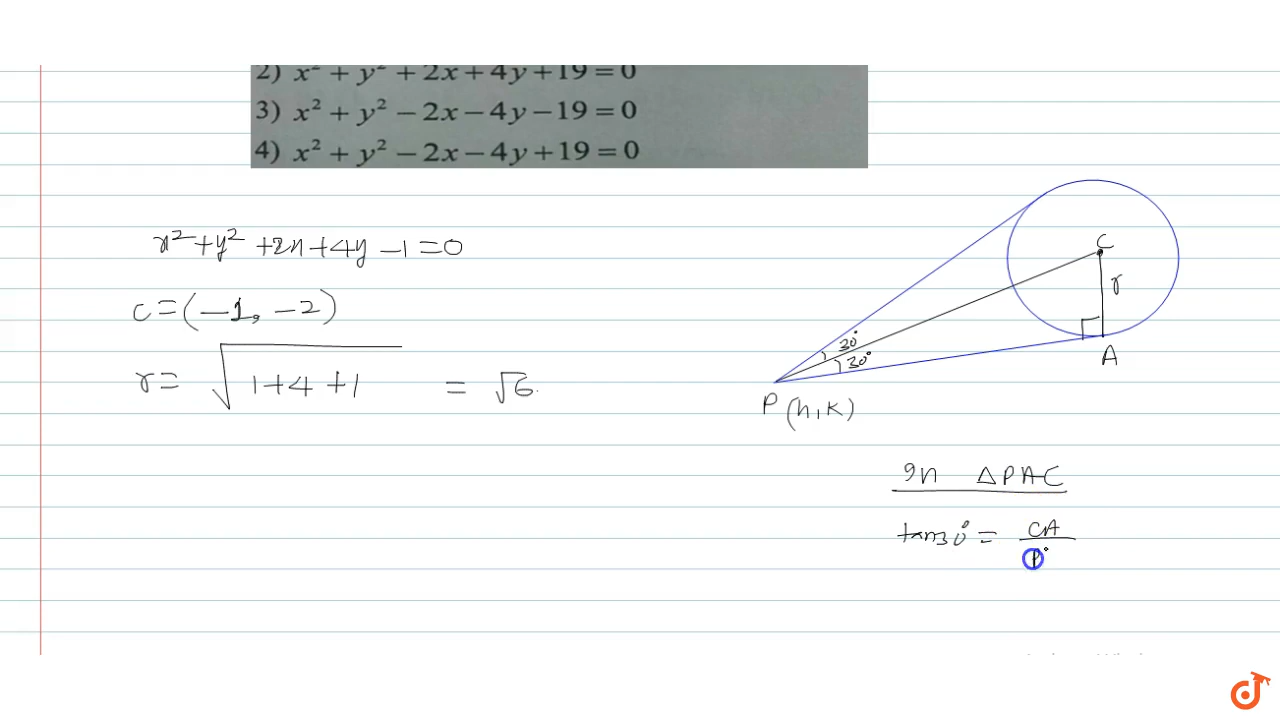 2) x² + y² + 2x + 4y + 19 = 0
3) x² + y² − 2x − 4y − 19 = 0
4) x² + y² − 2x − 4y + 19 = 0
x² + y² + 2x + 4y − 1 = 0
C = (−1, −2)
r = √(1+4+1) = √6
C
r
A
30°
30°
P (h, k)
In △PAC
tan30° = CA/P